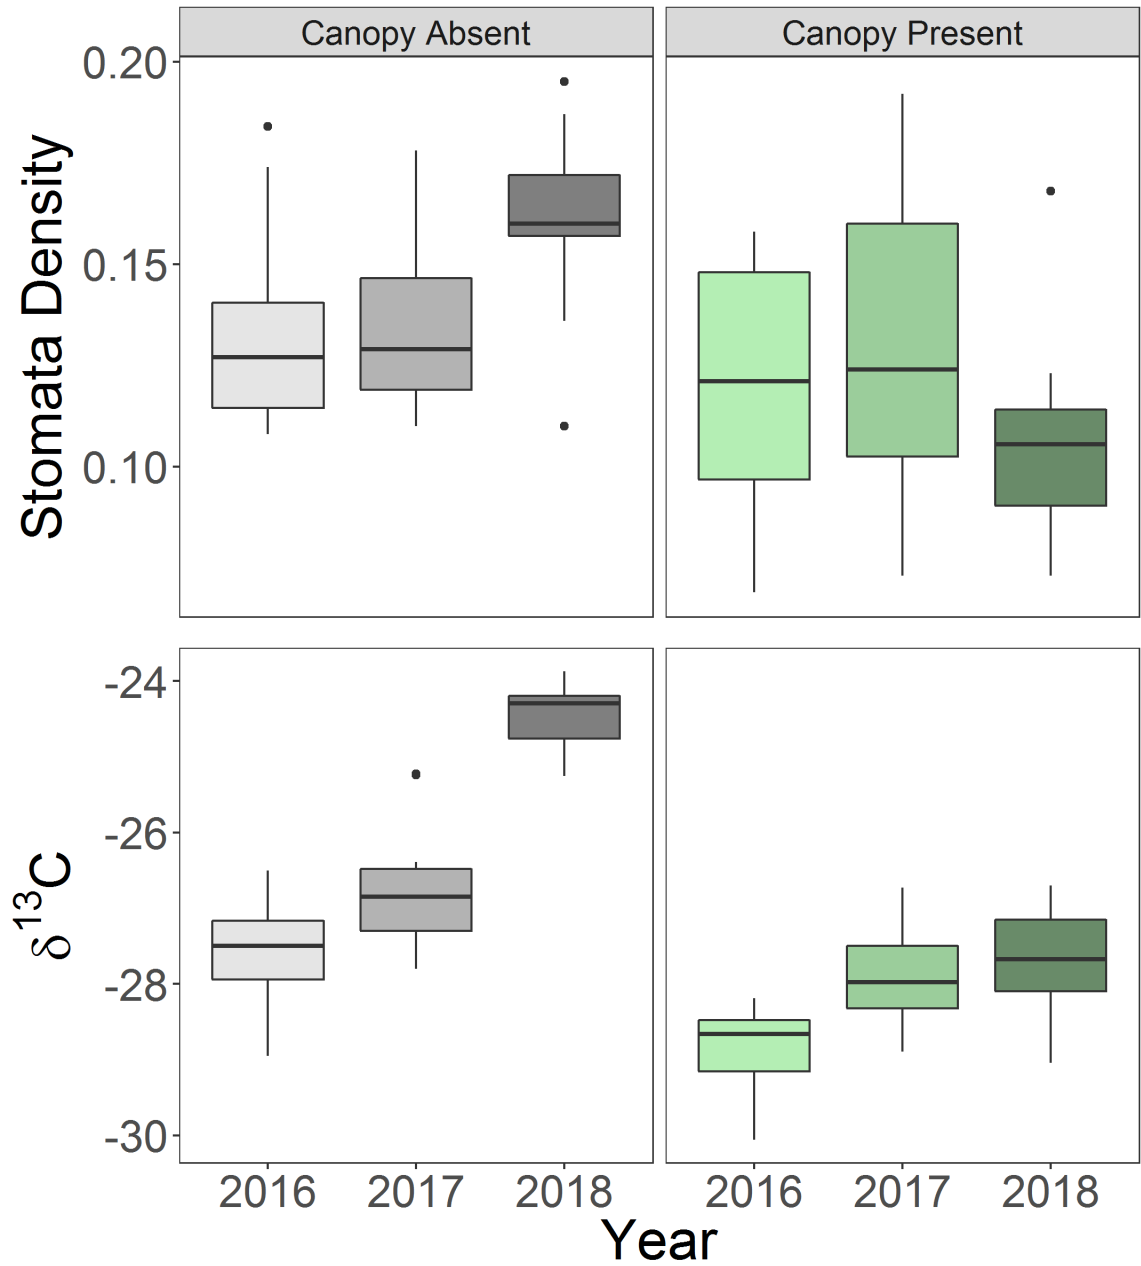 Canopy Absent
Canopy Present
Stomata Density
0.20
0.15
0.10
δ¹³C
-24
-26
-28
-30
2016 2017 2018
2016 2017 2018
Year